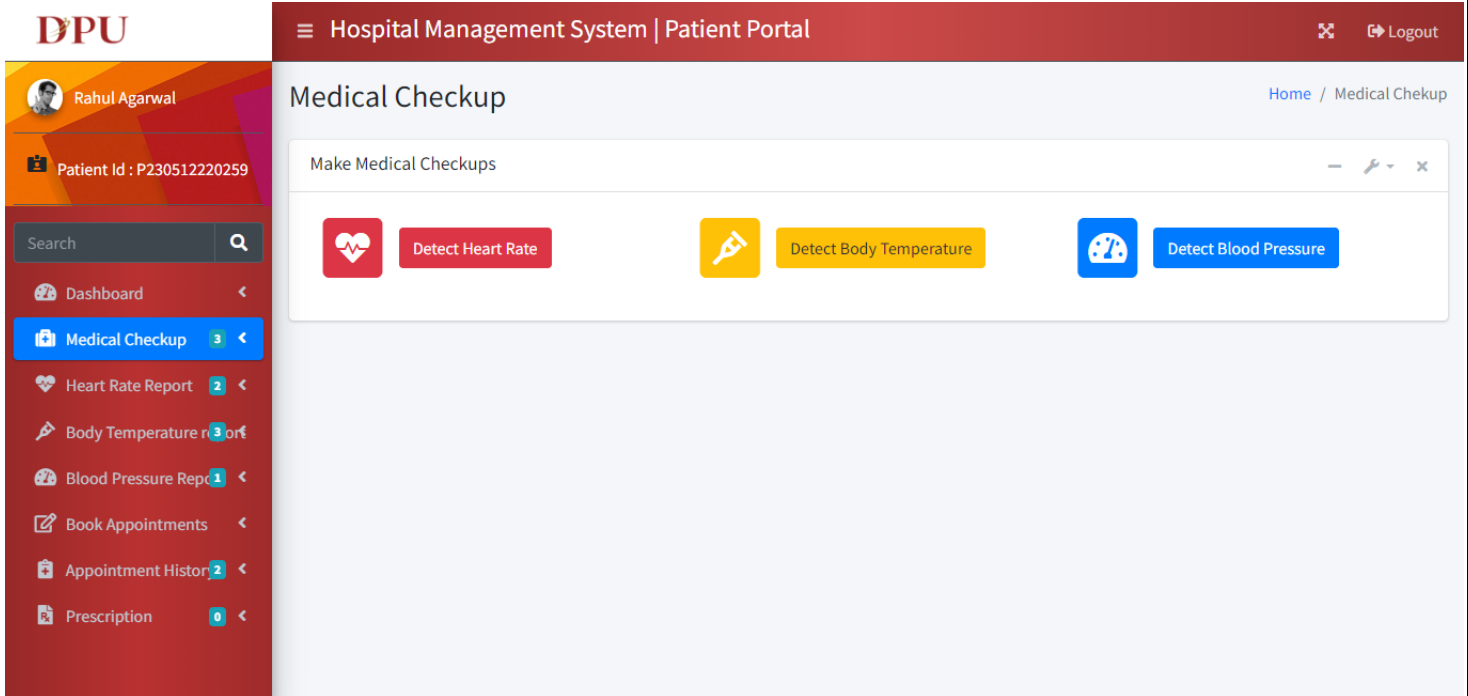 DPU
Hospital Management System | Patient Portal
Logout
Rahul Agarwal
Patient Id : P230512220259
Search
Dashboard
Medical Checkup 3
Heart Rate Report 2
Body Temperature 3
Blood Pressure 1
Book Appointments
Appointment 2
Prescription 0
Medical Checkup
Home / Medical Chekup
Make Medical Checkups
Detect Heart Rate
Detect Body Temperature
Detect Blood Pressure